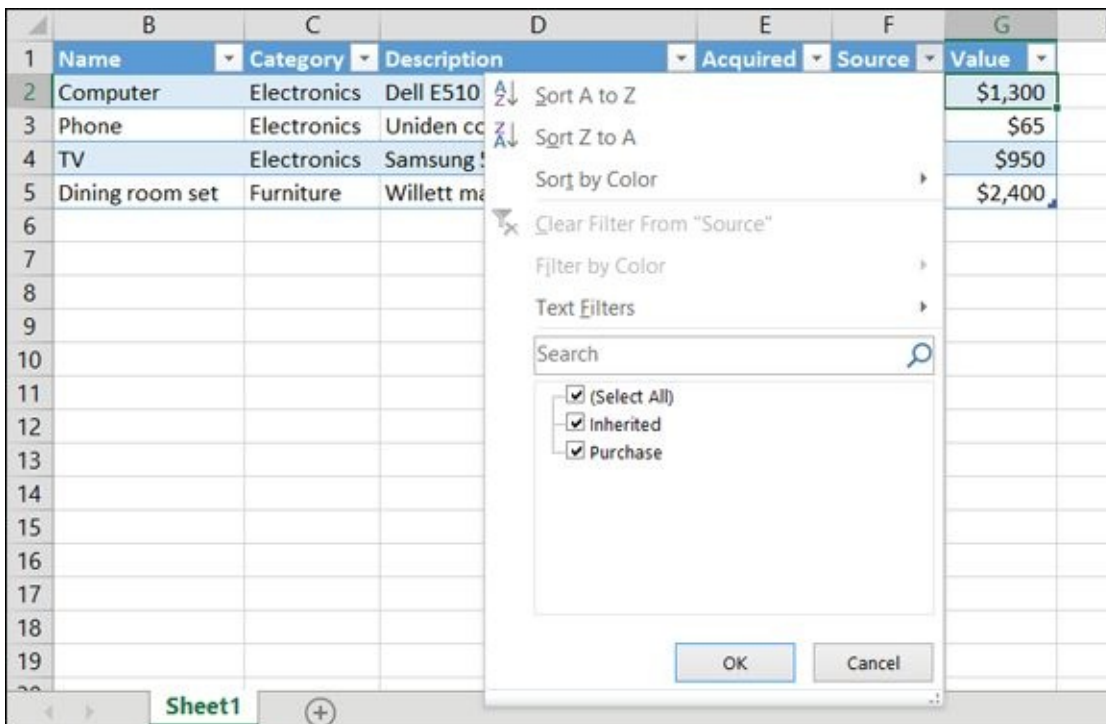 B C D E F G
1 Name Category Description Acquired Source Value
2 Computer Electronics Dell E510 $1,300
3 Phone Electronics Uniden co $65
4 TV Electronics Samsung $950
5 Dining room set Furniture Willett ma $2,400
6
7
8
9
10
11
12
13
14
15
16
17
18
19
Sort A to Z
Sort Z to A
Sort by Color
Clear Filter From "Source"
Filter by Color
Text Filters
Search
(Select All)
Inherited
Purchase
OK Cancel
Sheet1